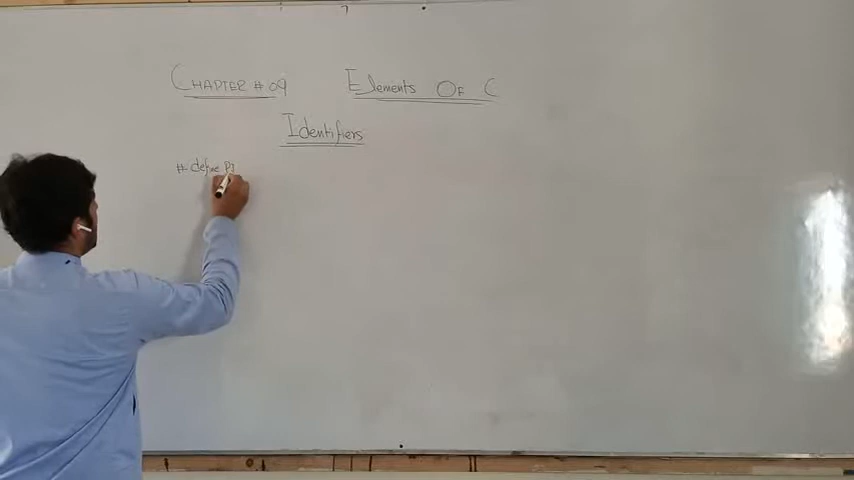 CHAPTER # 09 Elements Of C
Identifiers
# define PI